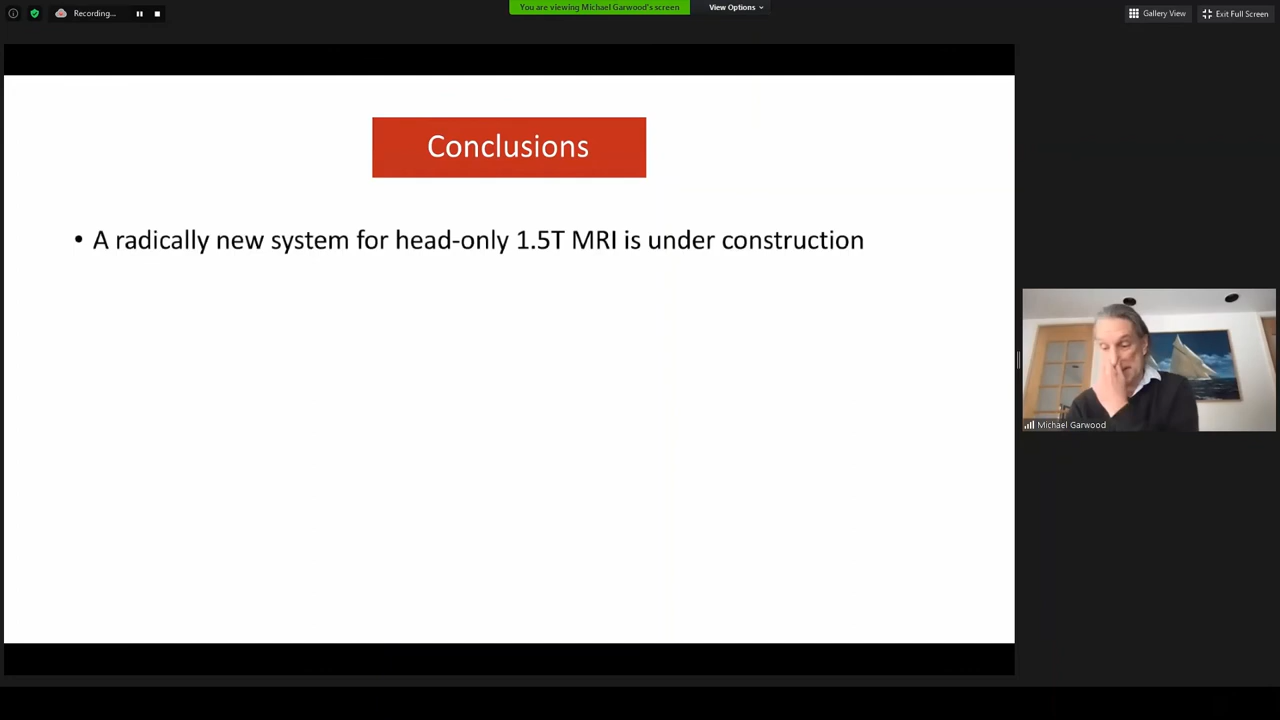 Recording...
You are viewing Michael Garwood's screen
View Options
Gallery View
Exit Full Screen
Conclusions
• A radically new system for head-only 1.5T MRI is under construction
Michael Garwood